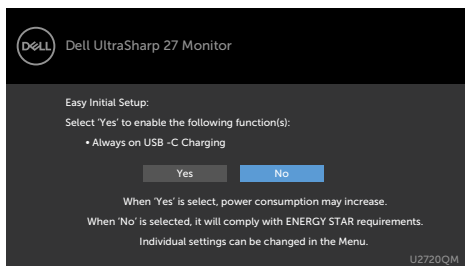 DELL
Dell UltraSharp 27 Monitor
Easy Initial Setup:
Select ‘Yes’ to enable the following function(s):
• Always on USB -C Charging
Yes No
When ‘Yes’ is select, power consumption may increase.
When ‘No’ is selected, it will comply with ENERGY STAR requirements.
Individual settings can be changed in the Menu.
U2720QM